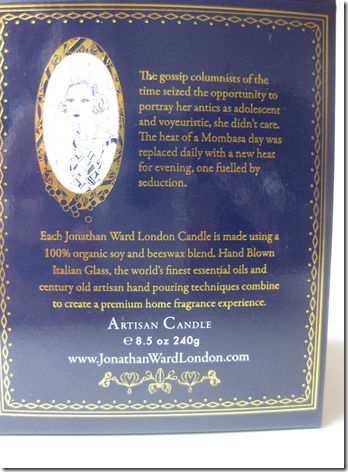 The gossip columnists of the
time seized the opportunity to
portray her antics as adolescent
and voyeuristic, she didn't care.
The heat of a Mombasa day was
replaced daily with a new heat
for evening, one fuelled by
seduction.
Each Jonathan Ward London Candle is made using a
100% organic soy and beeswax blend. Hand Blown
Italian Glass, the world's finest essential oils and
century old artisan hand pouring techniques combine
to create a premium home fragrance experience.
Artisan Candle
℮ 8.5 oz 240g
www.JonathanWardLondon.com